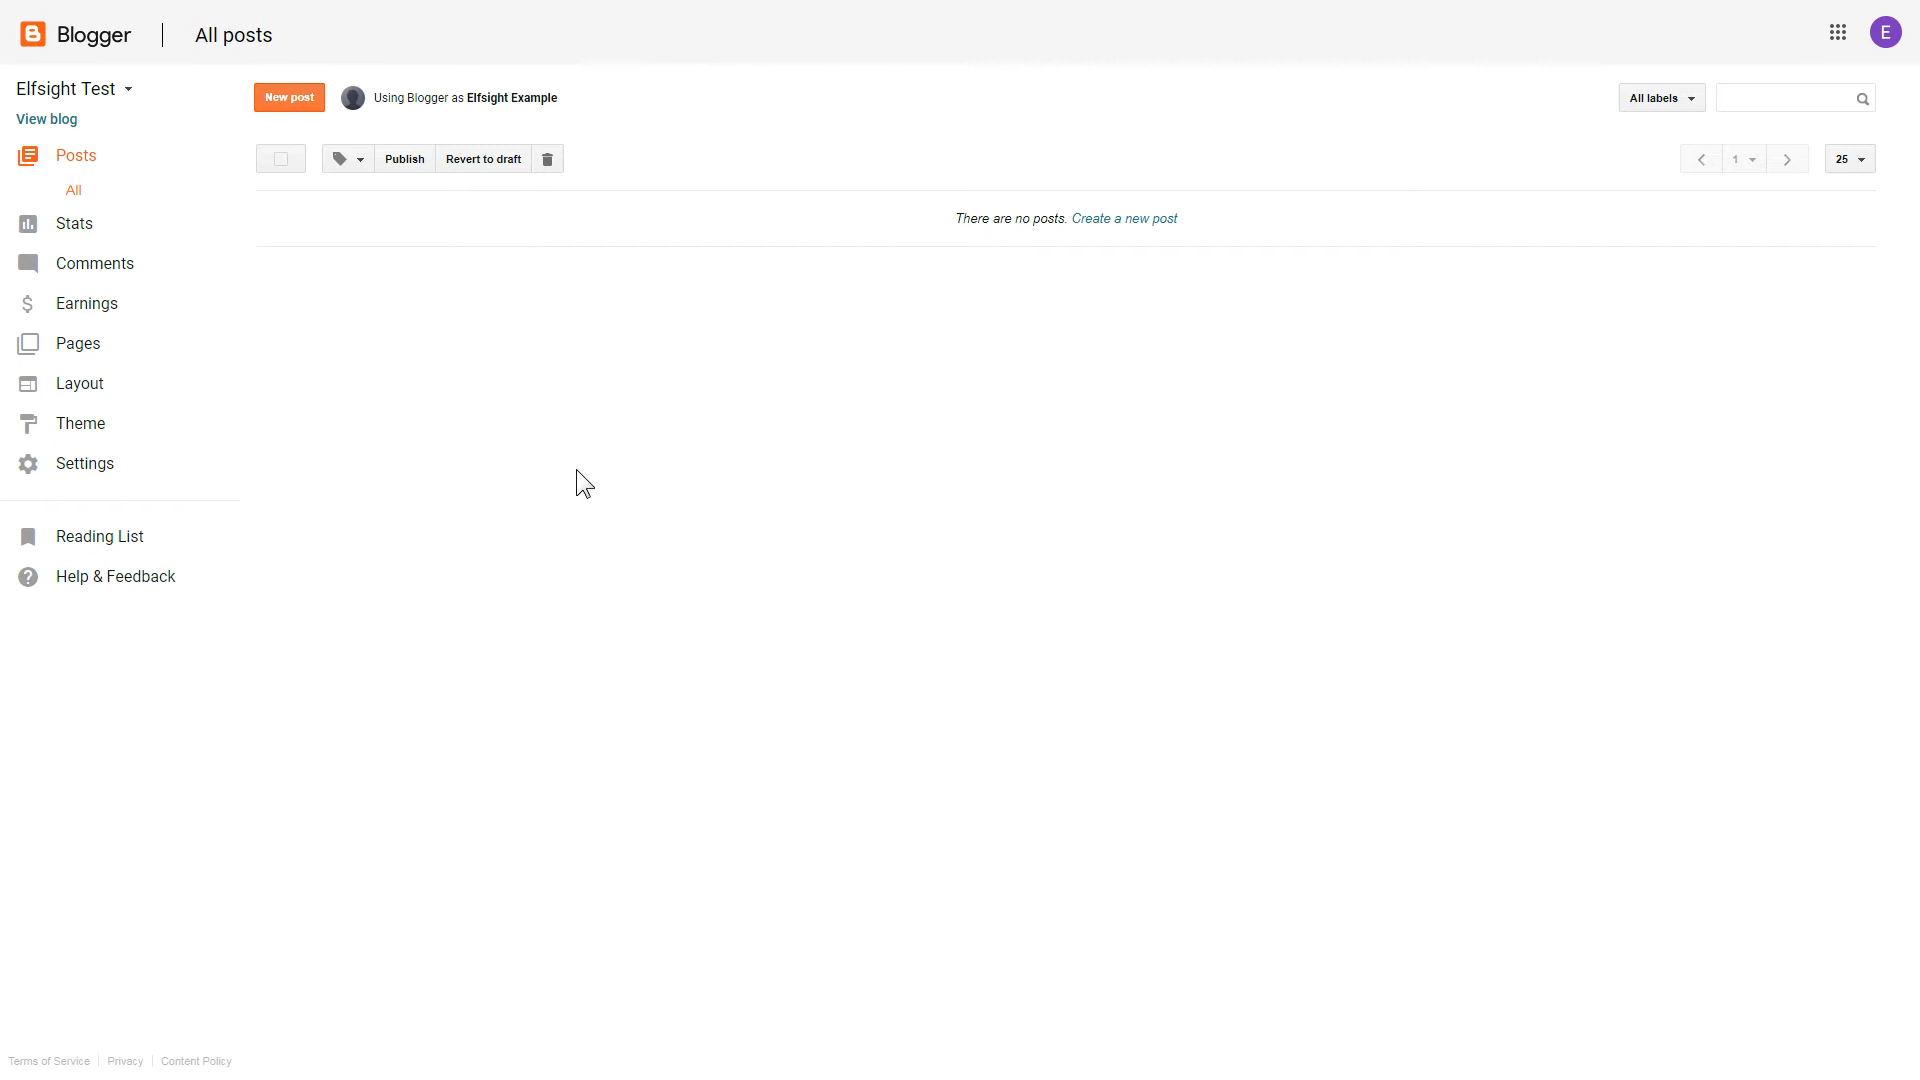 Blogger
All posts
E
Elfsight Test
View blog
Posts
All
Stats
Comments
Earnings
Pages
Layout
Theme
Settings
Reading List
Help & Feedback
New post
Using Blogger as Elfsight Example
All labels
Publish
Revert to draft
1
25
There are no posts. Create a new post
Terms of Service
Privacy
Content Policy